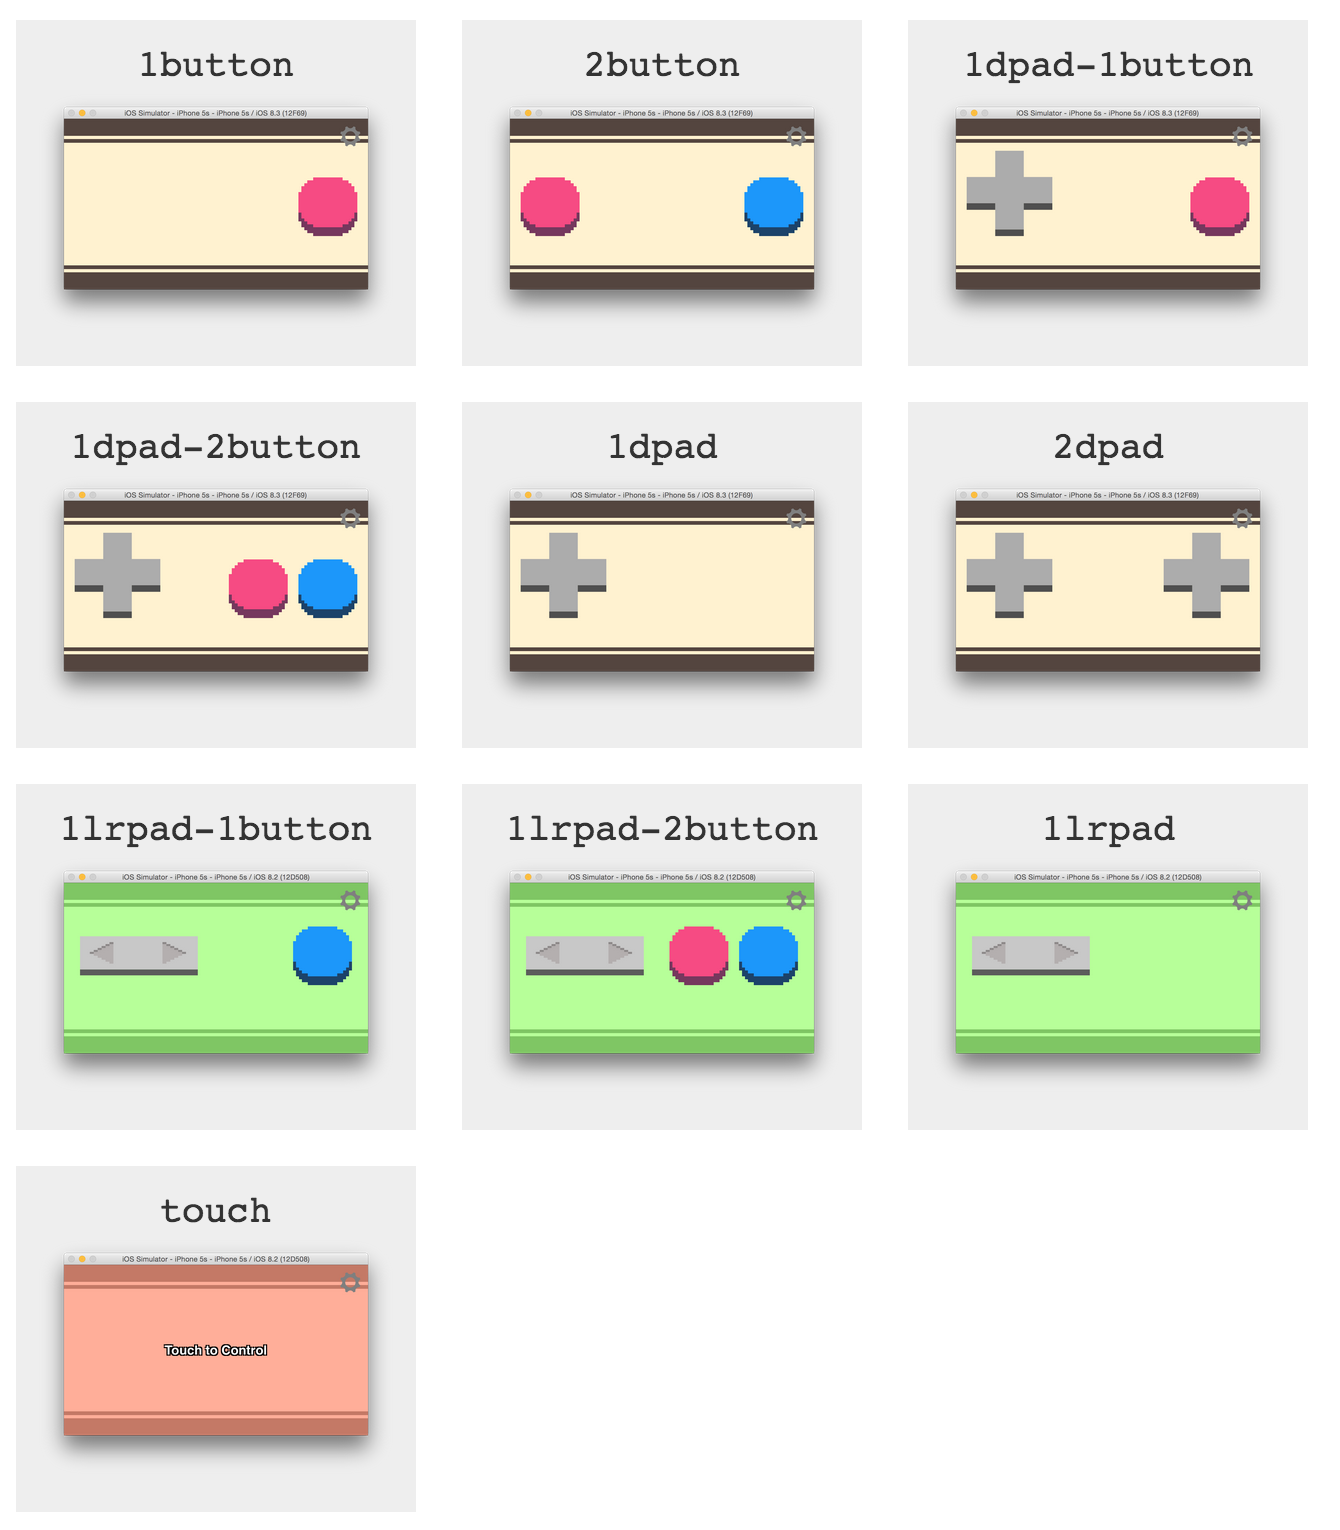 1button
2button
1dpad-1button
iOS Simulator - iPhone 5s - iPhone 5s / iOS 8.3 (12F69)
iOS Simulator - iPhone 5s - iPhone 5s / iOS 8.3 (12F69)
iOS Simulator - iPhone 5s - iPhone 5s / iOS 8.3 (12F69)
1dpad-2button
1dpad
2dpad
iOS Simulator - iPhone 5s - iPhone 5s / iOS 8.3 (12F69)
iOS Simulator - iPhone 5s - iPhone 5s / iOS 8.3 (12F69)
iOS Simulator - iPhone 5s - iPhone 5s / iOS 8.3 (12F69)
1lrpad-1button
1lrpad-2button
1lrpad
iOS Simulator - iPhone 5s - iPhone 5s / iOS 8.2 (12D508)
iOS Simulator - iPhone 5s - iPhone 5s / iOS 8.2 (12D508)
iOS Simulator - iPhone 5s - iPhone 5s / iOS 8.2 (12D508)
touch
iOS Simulator - iPhone 5s - iPhone 5s / iOS 8.2 (12D508)
Touch to Control